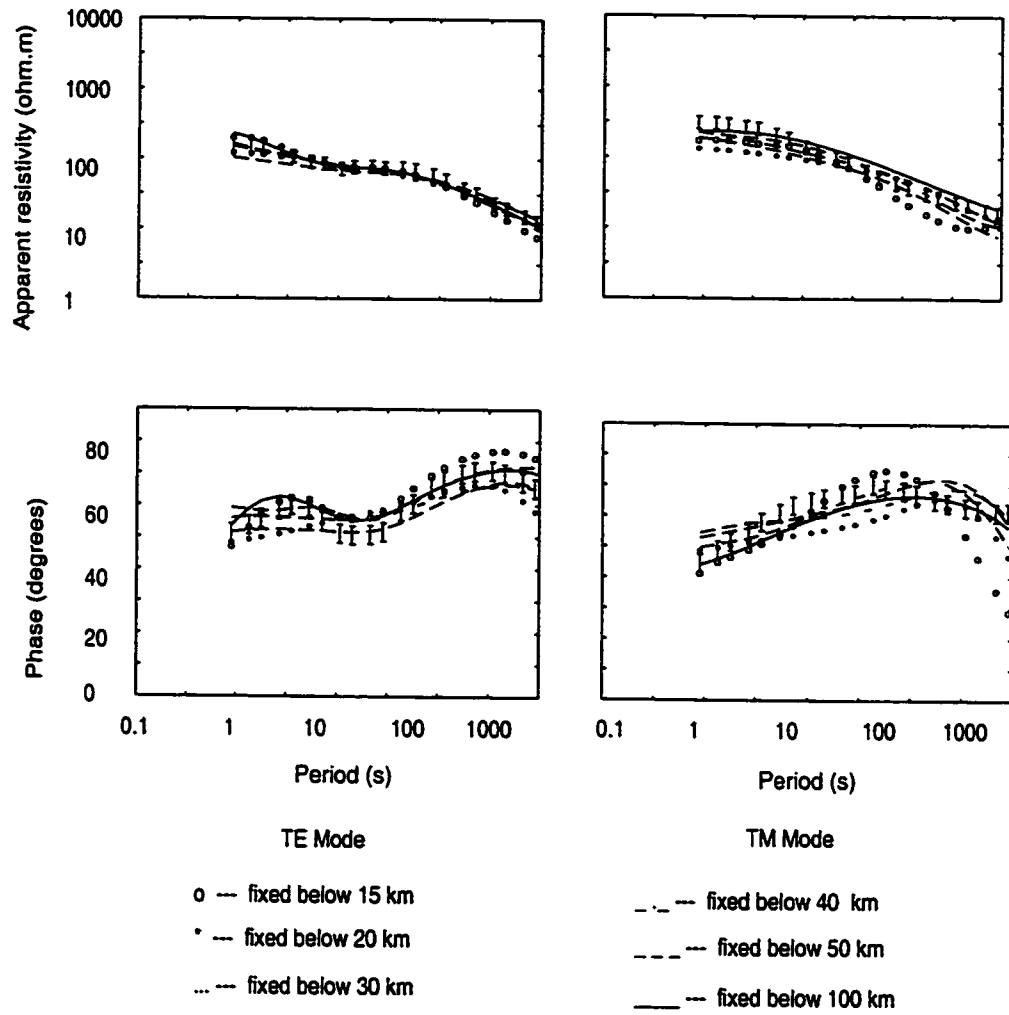 Apparent resistivity (ohm.m)
10000
1000
100
10
1
Phase (degrees)
80
60
40
20
0
0.1 1 10 100 1000
Period (s)
0.1 1 10 100 1000
Period (s)
TE Mode
TM Mode
o --- fixed below 15 km
* --- fixed below 20 km
... --- fixed below 30 km
_ . _ --- fixed below 40 km
_ _ _ --- fixed below 50 km
___ --- fixed below 100 km